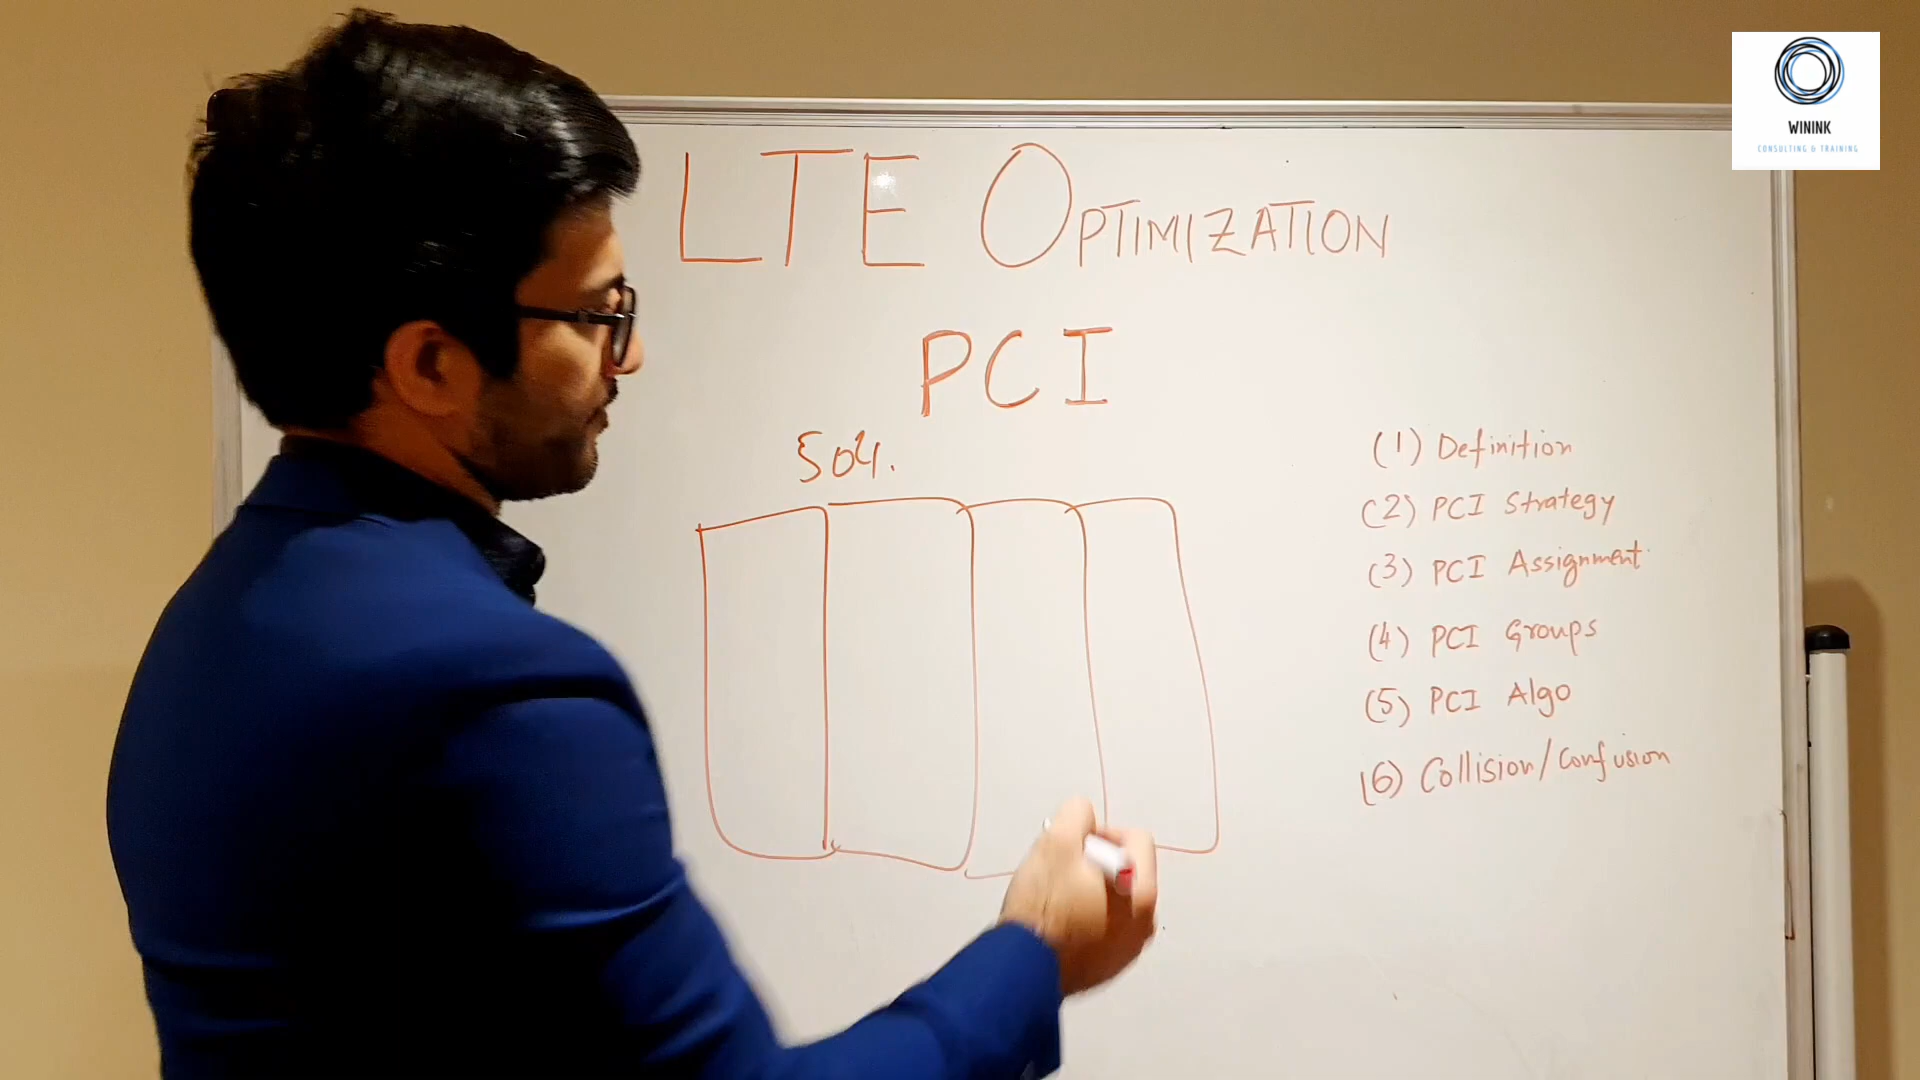 WININK
CONSULTING & TRAINING
LTE OPTIMIZATION
PCI
504.
(1) Definition
(2) PCI Strategy
(3) PCI Assignment
(4) PCI Groups
(5) PCI Algo
(6) Collision/Confusion